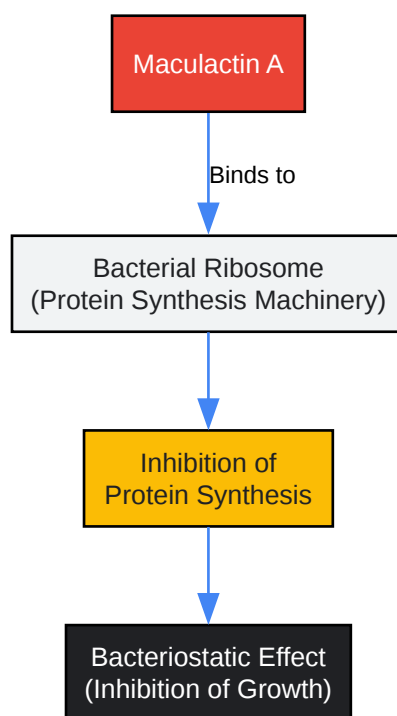 Maculactin A
Binds to
Bacterial Ribosome
(Protein Synthesis Machinery)
Inhibition of
Protein Synthesis
Bacteriostatic Effect
(Inhibition of Growth)